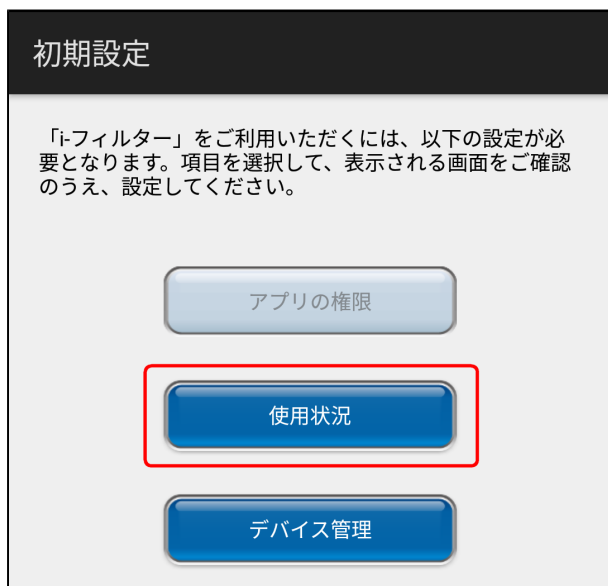 初期設定
「i-フィルター」をご利用いただくには、以下の設定が必
要となります。項目を選択して、表示される画面をご確認
のうえ、設定してください。
アプリの権限
使用状況
デバイス管理